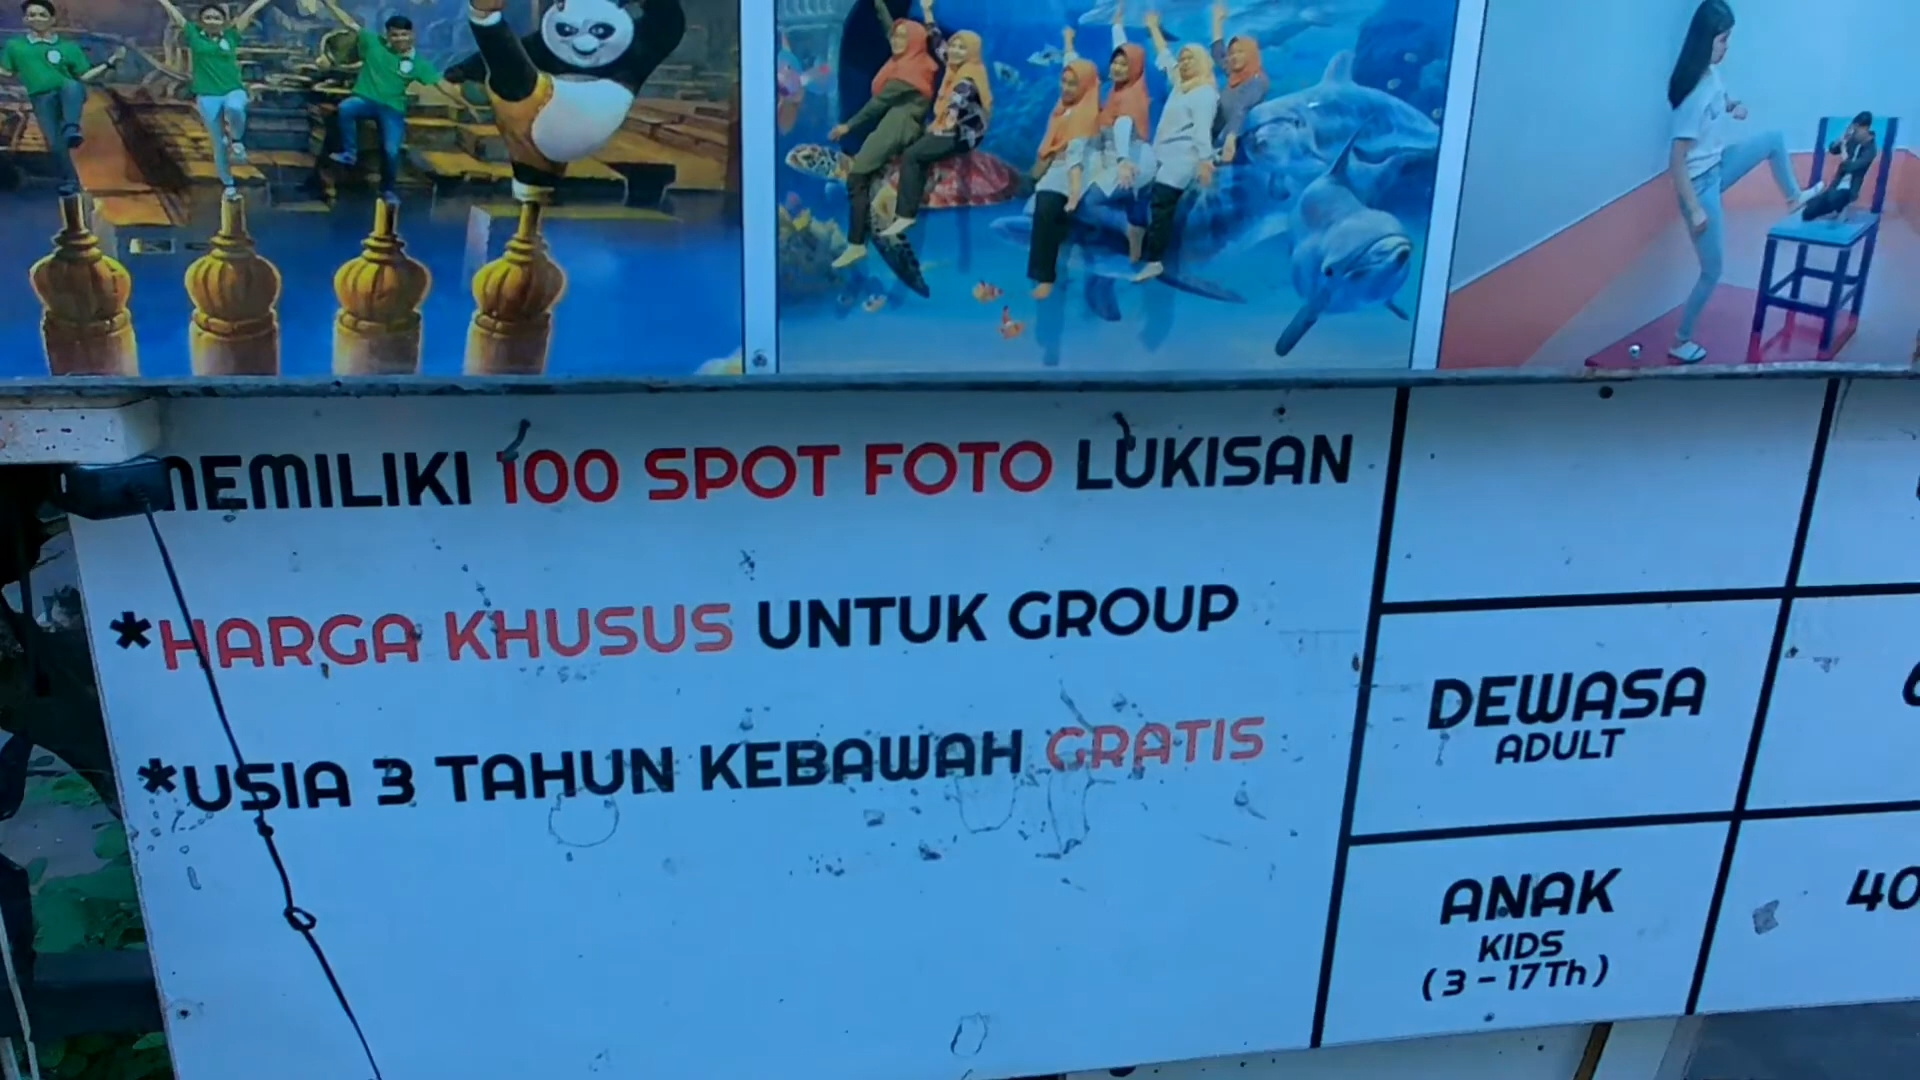 MEMILIKI 100 SPOT FOTO LUKISAN
*HARGA KHUSUS UNTUK GROUP
*USIA 3 TAHUN KEBAWAH GRATIS
DEWASA
ADULT
ANAK
KIDS
(3 - 17Th)
40